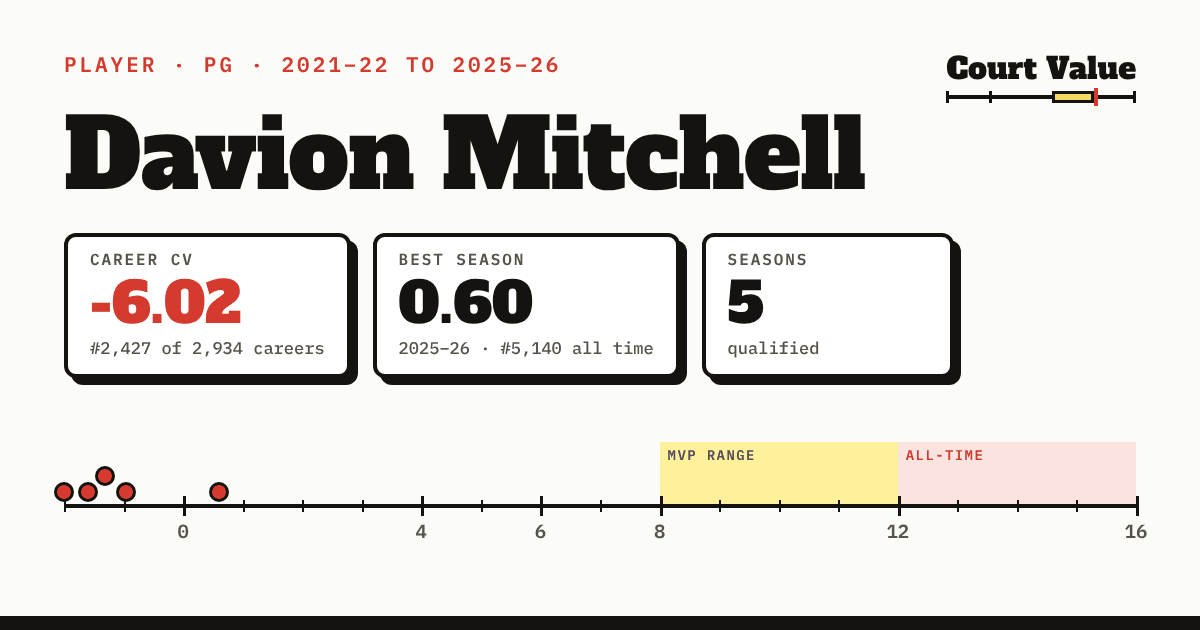 PLAYER · PG · 2021–22 TO 2025–26
Court Value
Davion Mitchell
CAREER CV
-6.02
#2,427 of 2,934 careers
BEST SEASON
0.60
2025–26 · #5,140 all time
SEASONS
5
qualified
MVP RANGE
ALL-TIME
0
4
6
8
12
16